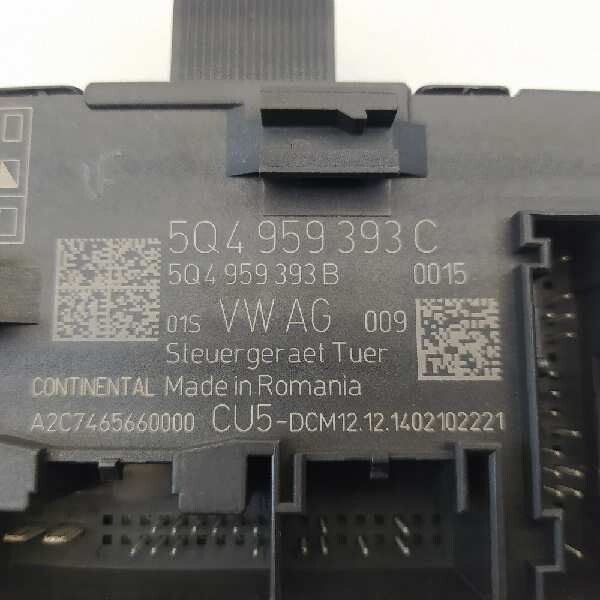 5Q4 959 393 C
5Q4 959 393 B 0015
01S VW AG 009
Steuergeraet Tuer
CONTINENTAL Made in Romania
A2C7465660000 CU5-DCM12.12.1402102221